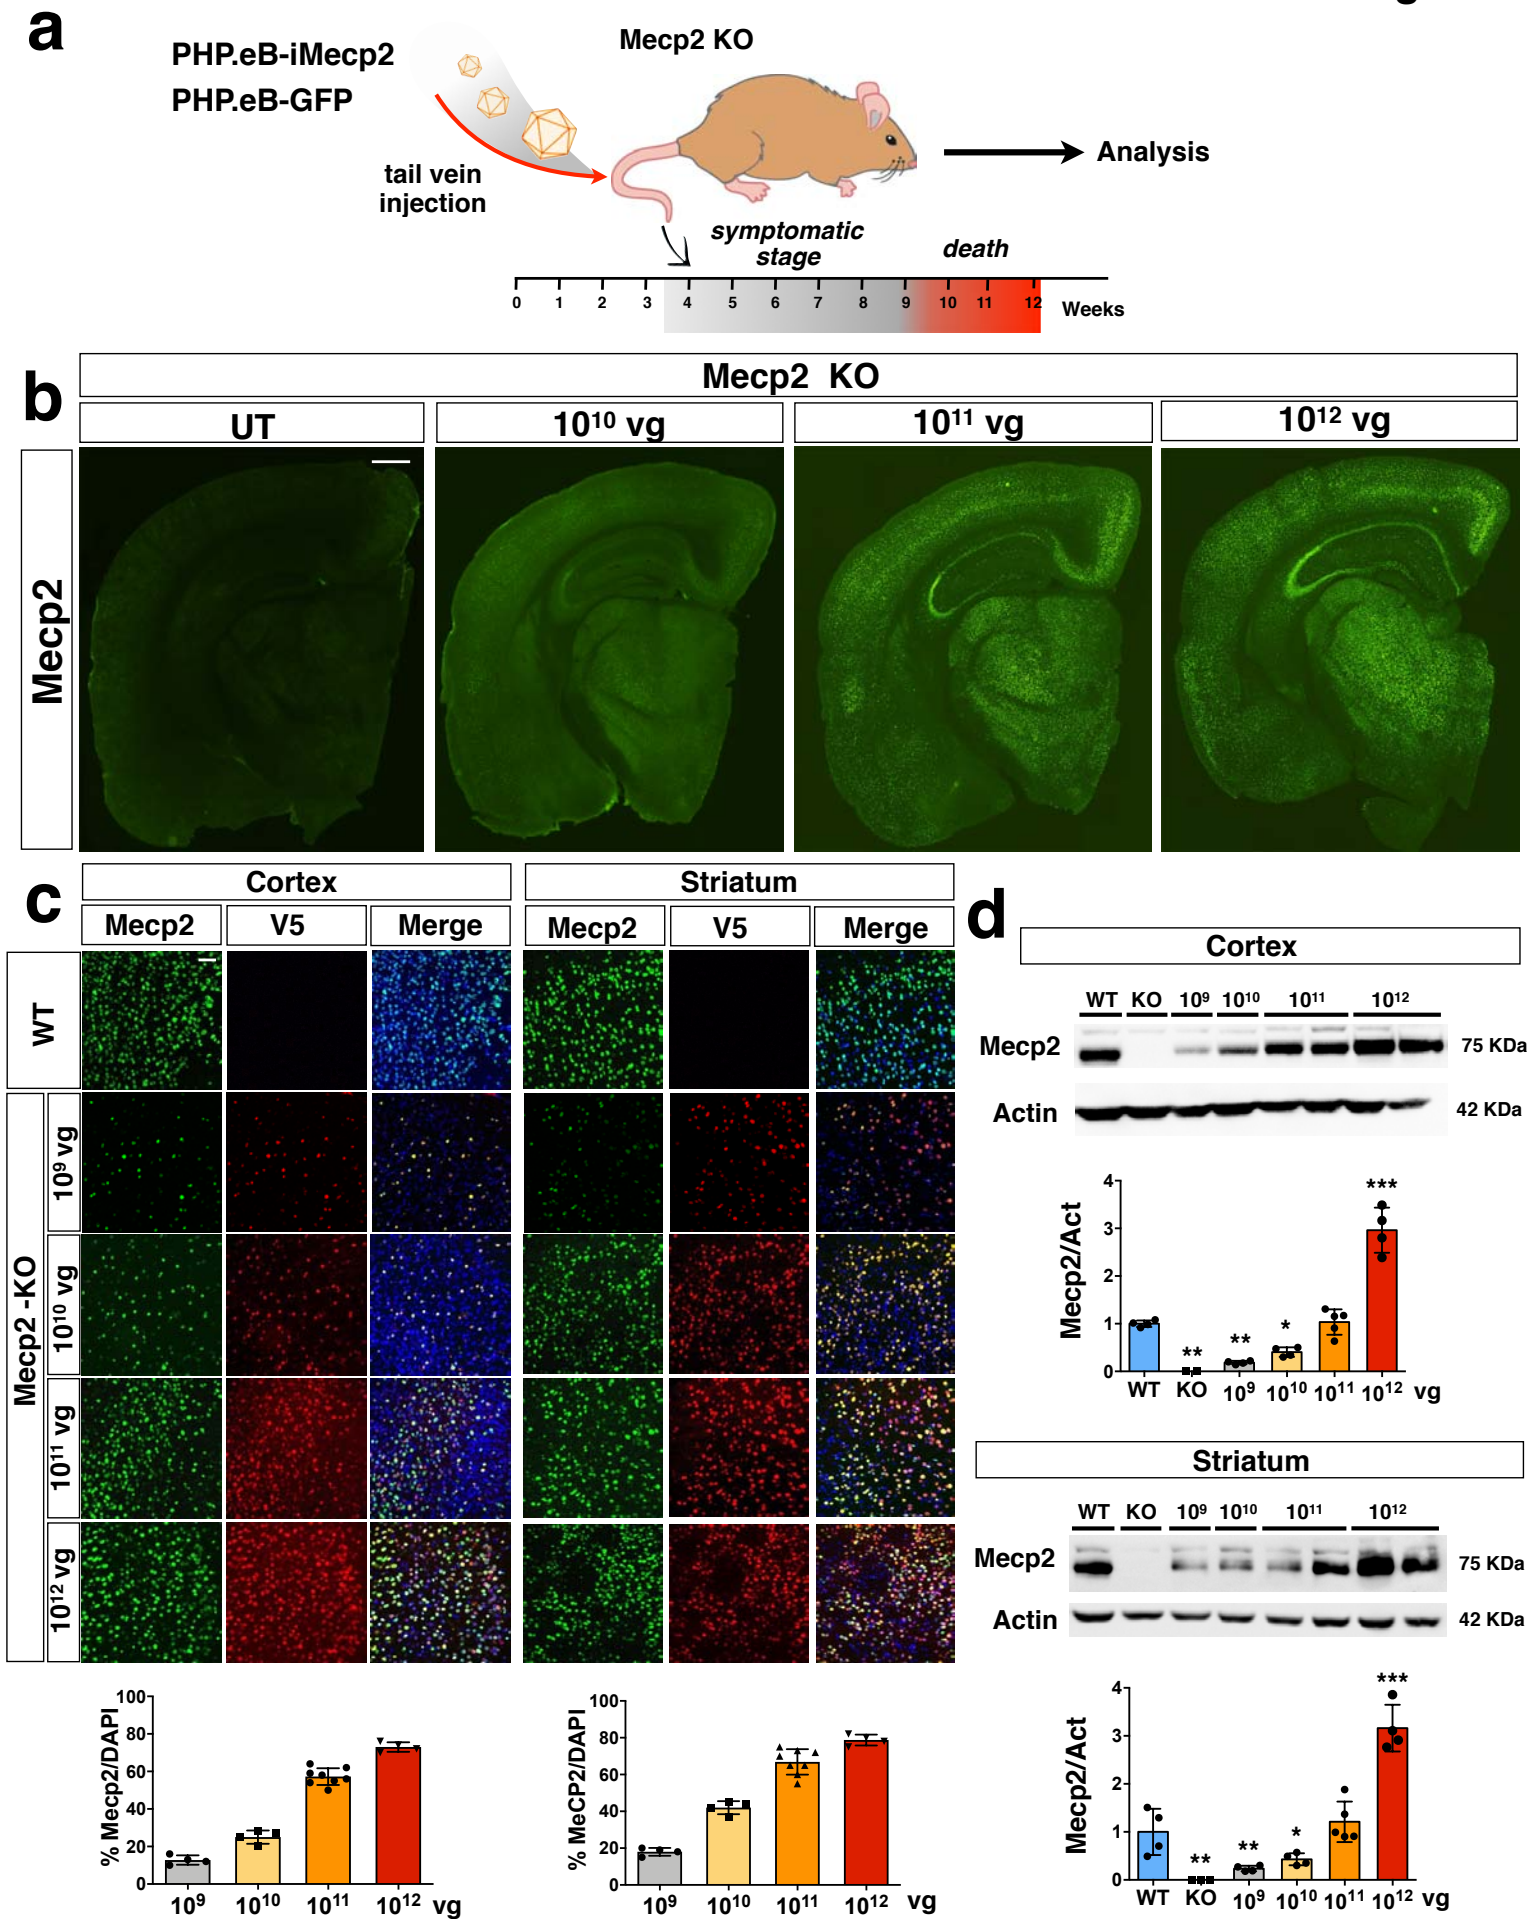 a
PHP.eB-iMecp2
PHP.eB-GFP
Mecp2 KO
tail vein
injection
Analysis
symptomatic
stage
death
0 1 2 3 4 5 6 7 8 9 10 11 12 Weeks
b
Mecp2 KO
UT
10¹⁰ vg
10¹¹ vg
10¹² vg
Mecp2
c
Cortex
Striatum
Mecp2 V5 Merge
Mecp2 V5 Merge
WT
Mecp2 -KO
10⁹ vg
10¹⁰ vg
10¹¹ vg
10¹² vg
% Mecp2/DAPI
100
80
60
40
20
0
10⁹ 10¹⁰ 10¹¹ 10¹² vg
% MeCP2/DAPI
100
80
60
40
20
0
10⁹ 10¹⁰ 10¹¹ 10¹² vg
d
Cortex
WT KO 10⁹ 10¹⁰ 10¹¹ 10¹²
Mecp2 75 KDa
Actin 42 KDa
Mecp2/Act
4
3
2
1
0
** ** * ***
WT KO 10⁹ 10¹⁰ 10¹¹ 10¹² vg
Striatum
WT KO 10⁹ 10¹⁰ 10¹¹ 10¹²
Mecp2 75 KDa
Actin 42 KDa
Mecp2/Act
4
3
2
1
0
** ** * ***
WT KO 10⁹ 10¹⁰ 10¹¹ 10¹² vg